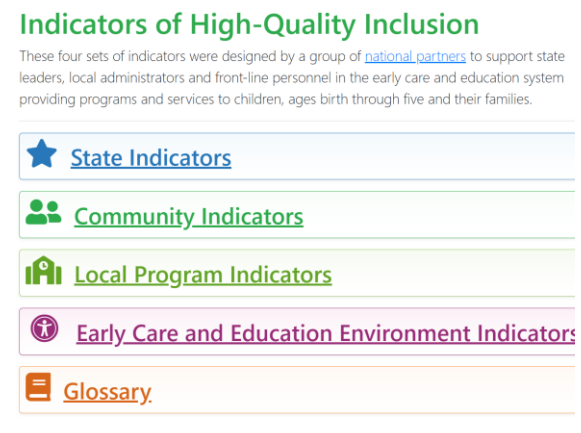 Indicators of High-Quality Inclusion
These four sets of indicators were designed by a group of national partners to support state
leaders, local administrators and front-line personnel in the early care and education system
providing programs and services to children, ages birth through five and their families.
State Indicators
Community Indicators
Local Program Indicators
Early Care and Education Environment Indicators
Glossary